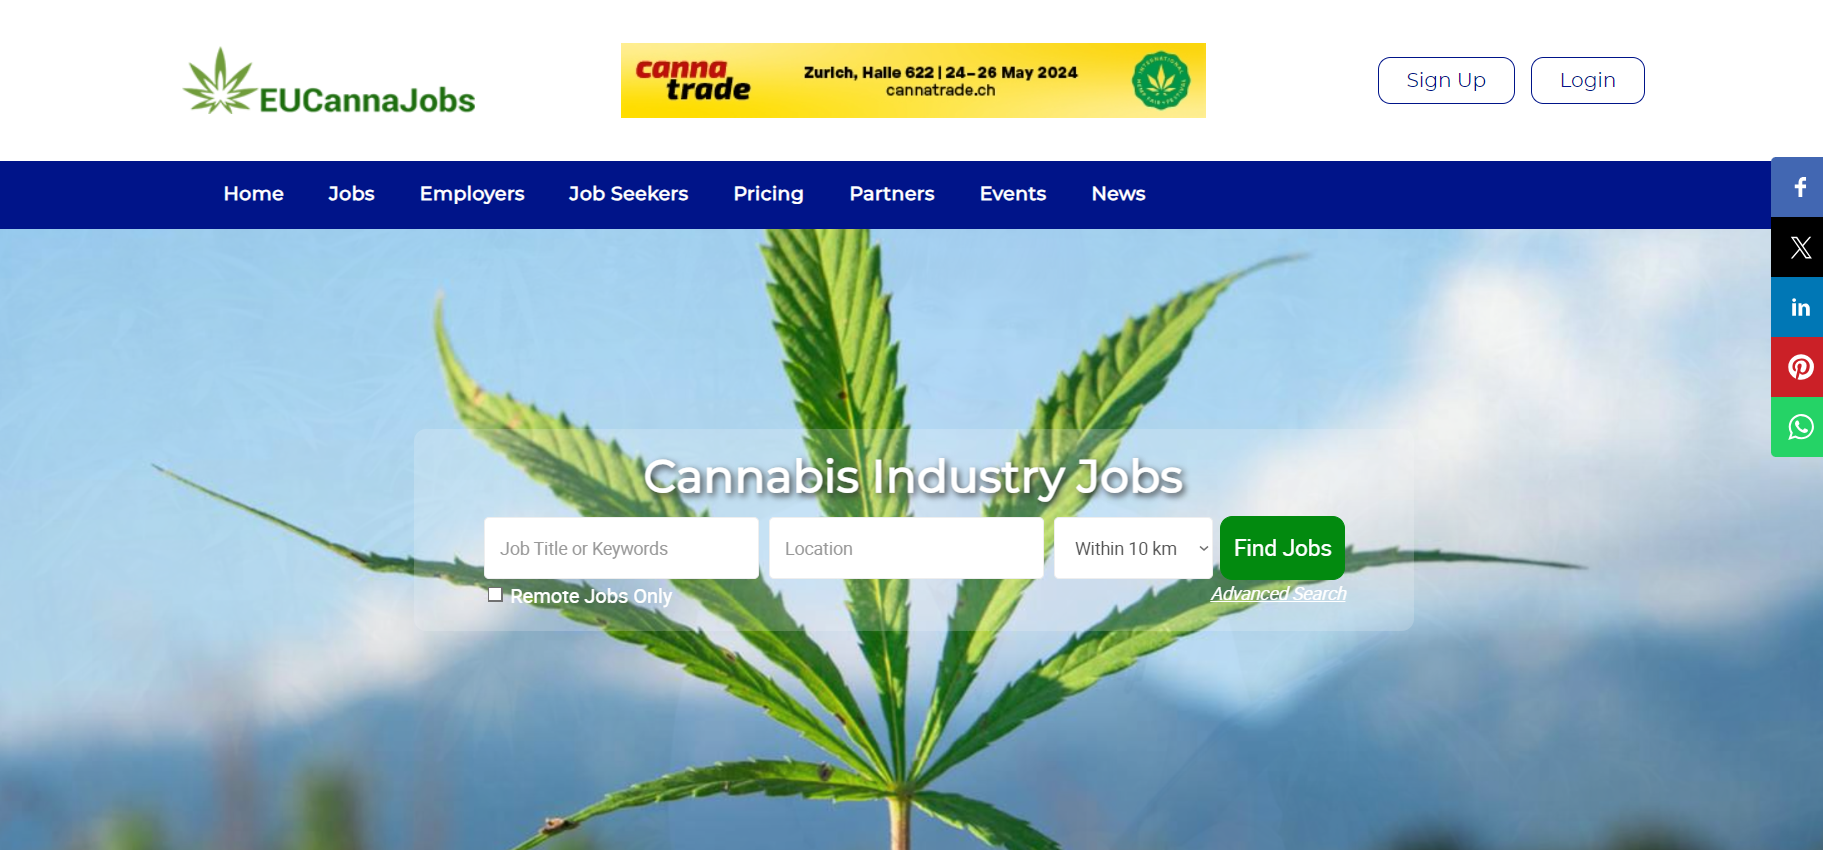 EUCannaJobs
canna
trade
Zurich, Halle 622 | 24–26 May 2024
cannatrade.ch
INTERNATIONAL
Sign Up
Login
Home
Jobs
Employers
Job Seekers
Pricing
Partners
Events
News
Cannabis Industry Jobs
Job Title or Keywords
Location
Within 10 km
Find Jobs
Remote Jobs Only
Advanced Search